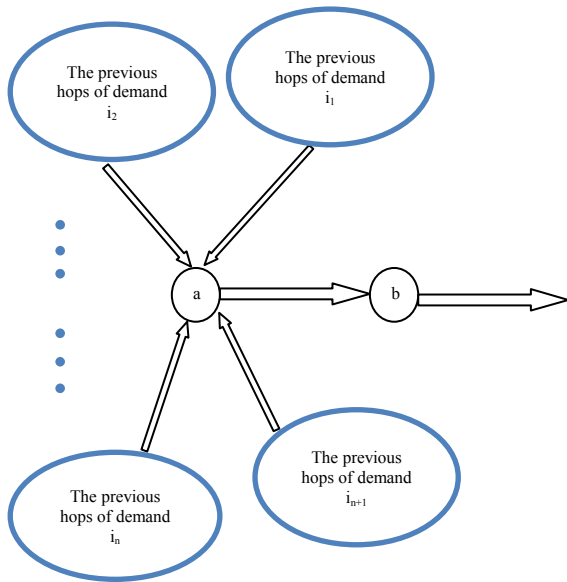 The previous
hops of demand
i₂
The previous
hops of demand
i₁
a
b
The previous
hops of demand
iₙ
The previous
hops of demand
iₙ₊₁